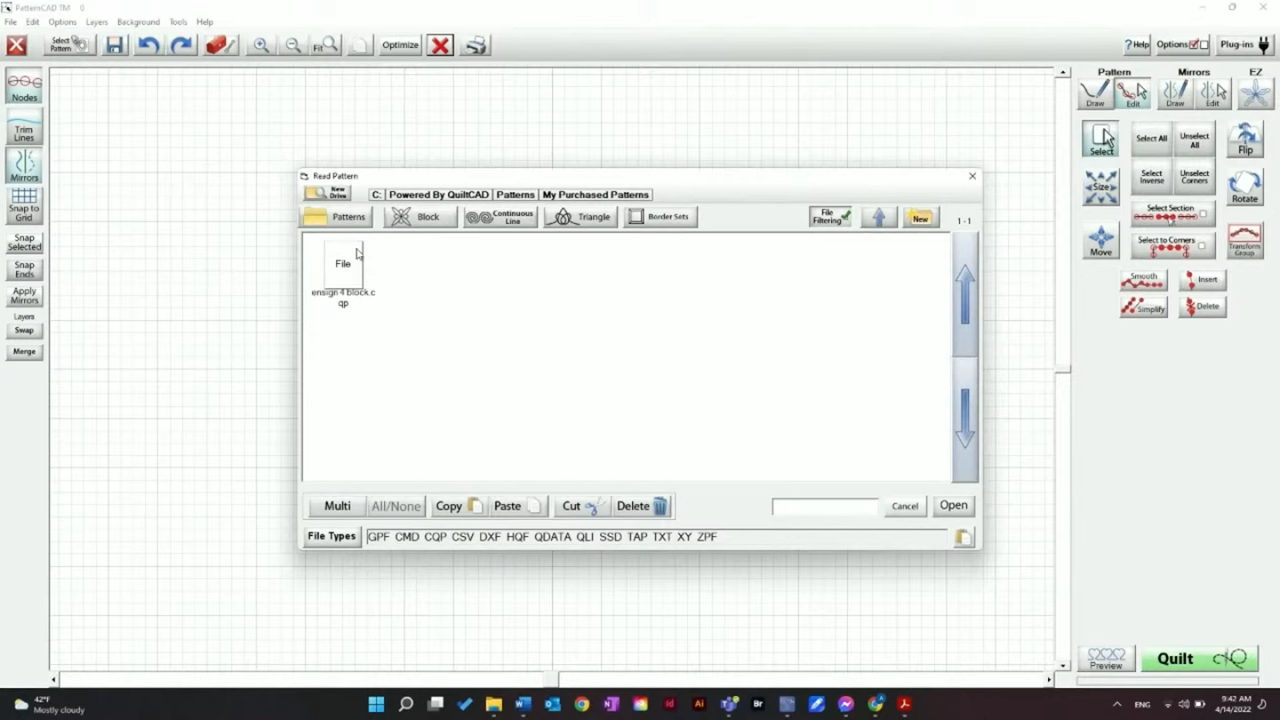 PatternCAD TM 0
File Edit Options Layers Background Tools Help
Select Pattern Fit Optimize ?Help Options Plug-ins
Nodes
Trim Lines
Mirrors
Snap to Grid
Snap Selected
Snap Ends
Apply Mirrors
Layers
Swap
Merge
Read Pattern
New Drive C: Powered By QuiltCAD Patterns My Purchased Patterns
Patterns Block Continuous Line Triangle Border Sets File Filtering New 1 - 1
File
ensign 4 block.c
qp
Multi All/None Copy Paste Cut Delete Cancel Open
File Types GPF CMD CQP CSV DXF HQF QDATA QLI SSD TAP TXT XY ZPF
Pattern Mirrors EZ
Draw Edit Draw Edit
Select Select All Unselect All Flip
Size Select Inverse Unselect Corners Rotate
Move Select Section Select to Corners Transform Group
Smooth Insert
Simplify Delete
Preview Quilt
42°F
Mostly cloudy
ENG 9:42 AM
4/14/2022